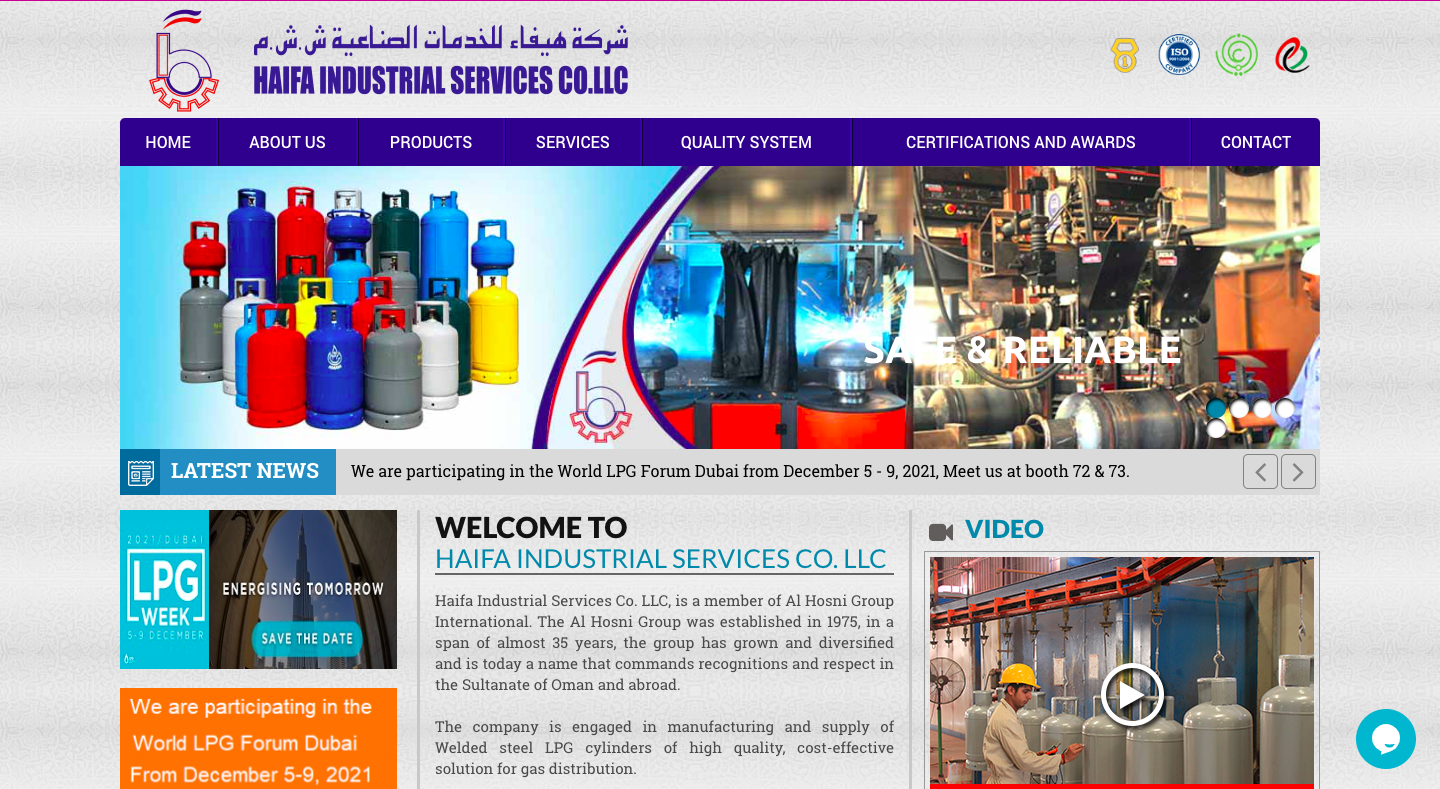 شركة هيفاء للخدمات الصناعية ش.ش.م
HAIFA INDUSTRIAL SERVICES CO.LLC
CERTIFIED
ISO
9001:2008
COMPANY
HOME
ABOUT US
PRODUCTS
SERVICES
QUALITY SYSTEM
CERTIFICATIONS AND AWARDS
CONTACT
SAFE & RELIABLE
LATEST NEWS
We are participating in the World LPG Forum Dubai from December 5 - 9, 2021, Meet us at booth 72 & 73.
2021/DUBAI
LPG
WEEK
5-9 DECEMBER
ENERGISING TOMORROW
SAVE THE DATE
We are participating in the
World LPG Forum Dubai
From December 5-9, 2021
WELCOME TO
HAIFA INDUSTRIAL SERVICES CO. LLC
Haifa Industrial Services Co. LLC, is a member of Al Hosni Group
International. The Al Hosni Group was established in 1975, in a
span of almost 35 years, the group has grown and diversified
and is today a name that commands recognitions and respect in
the Sultanate of Oman and abroad.
The company is engaged in manufacturing and supply of
Welded steel LPG cylinders of high quality, cost-effective
solution for gas distribution.
VIDEO